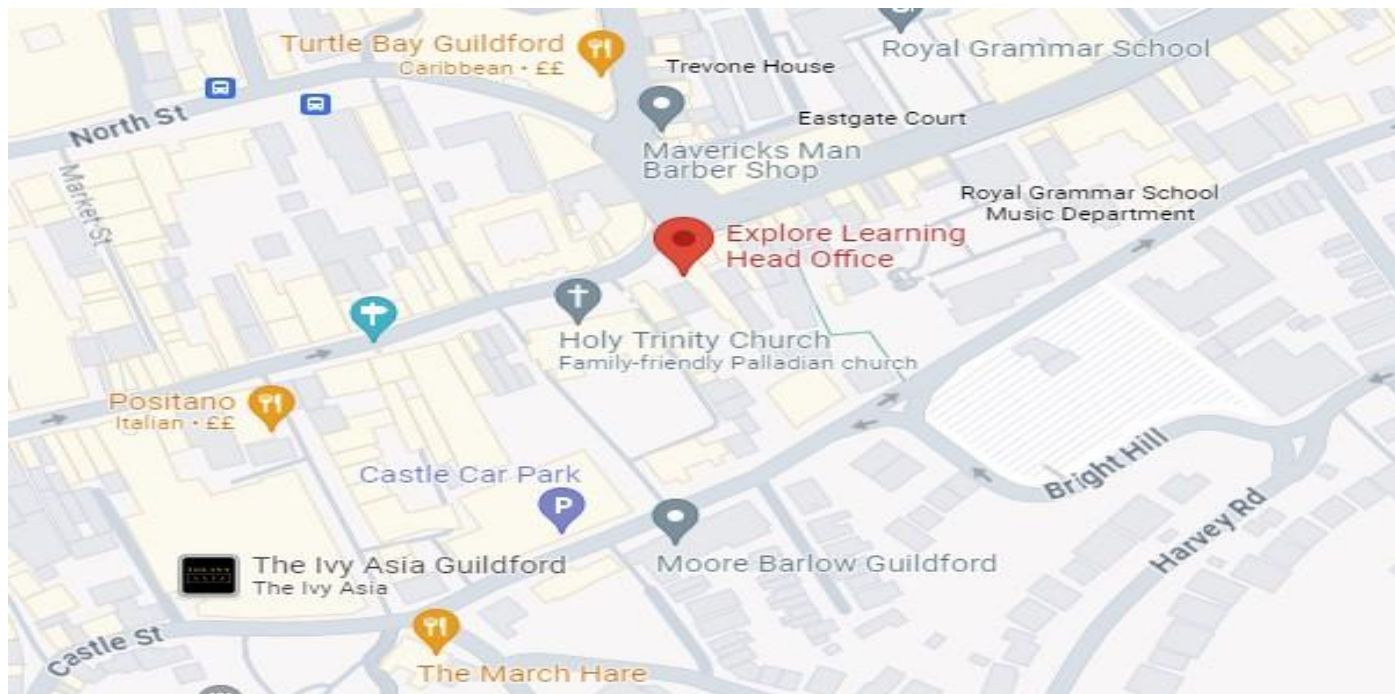 Turtle Bay Guildford
Caribbean • ££
Royal Grammar School
Trevone House
Eastgate Court
North St
Mavericks Man
Barber Shop
Market St
Royal Grammar School
Music Department
Explore Learning
Head Office
Holy Trinity Church
Family-friendly Palladian church
Positano
Italian • ££
Castle Car Park
P
Bright Hill
Harvey Rd
The Ivy Asia Guildford
The Ivy Asia
Moore Barlow Guildford
Castle St
The March Hare